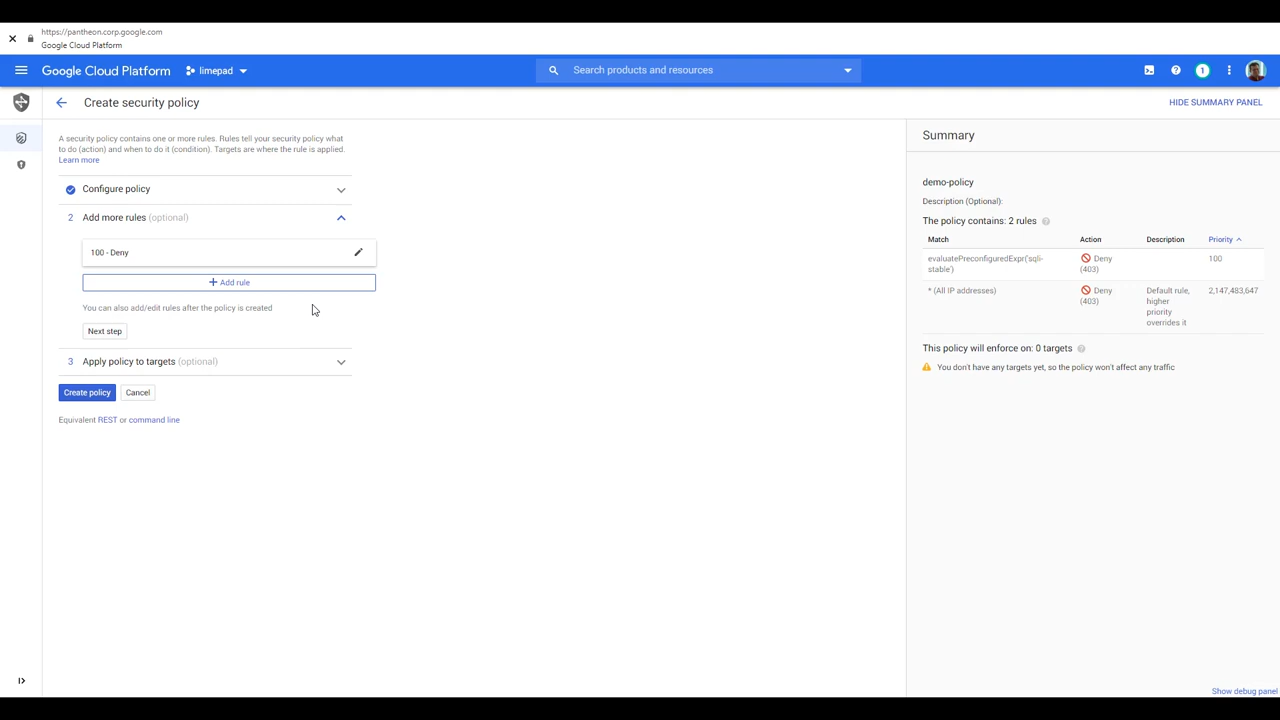 https://pantheon.corp.google.com
Google Cloud Platform
Google Cloud Platform
limepad
Search products and resources
1
Create security policy
HIDE SUMMARY PANEL
A security policy contains one or more rules. Rules tell your security policy what
to do (action) and when to do it (condition). Targets are where the rule is applied.
Learn more
Configure policy
2 Add more rules (optional)
100 - Deny
+ Add rule
You can also add/edit rules after the policy is created
Next step
3 Apply policy to targets (optional)
Create policy
Cancel
Equivalent REST or command line
Summary
demo-policy
Description (Optional):
The policy contains: 2 rules
Match Action Description Priority
evaluatePreconfiguredExpr('sqli- Deny 100
stable') (403)
* (All IP addresses) Deny Default rule, 2,147,483,647
(403) higher
priority
overrides it
This policy will enforce on: 0 targets
You don't have any targets yet, so the policy won't affect any traffic
Show debug panel